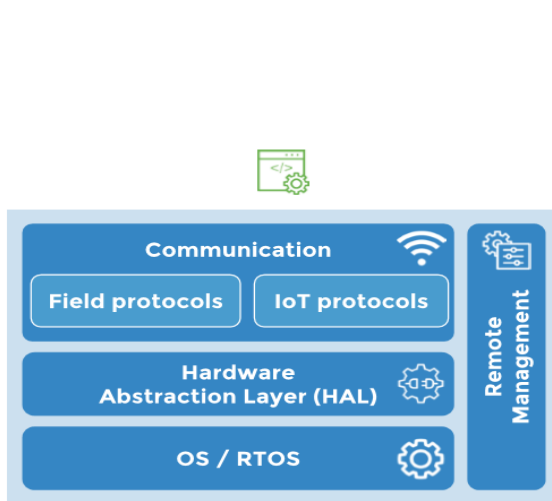 </>
Communication
Field protocols
IoT protocols
Hardware
Abstraction Layer (HAL)
OS / RTOS
Remote
Management